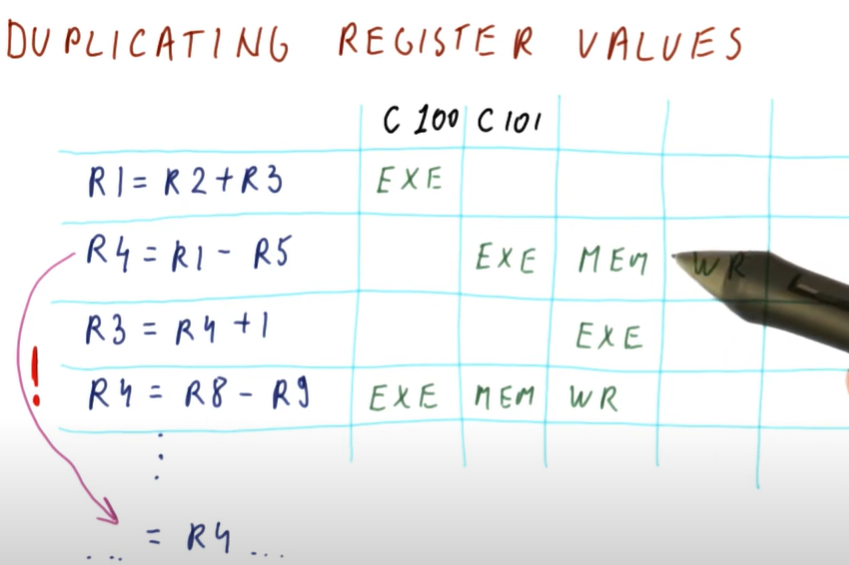 DUPLICATING REGISTER VALUES
C 100 C 101
R1 = R2 + R3 EXE
R4 = R1 - R5 EXE MEM WR
R3 = R4 + 1 EXE
R4 = R8 - R9 EXE MEM WR
!
... = R4 ...